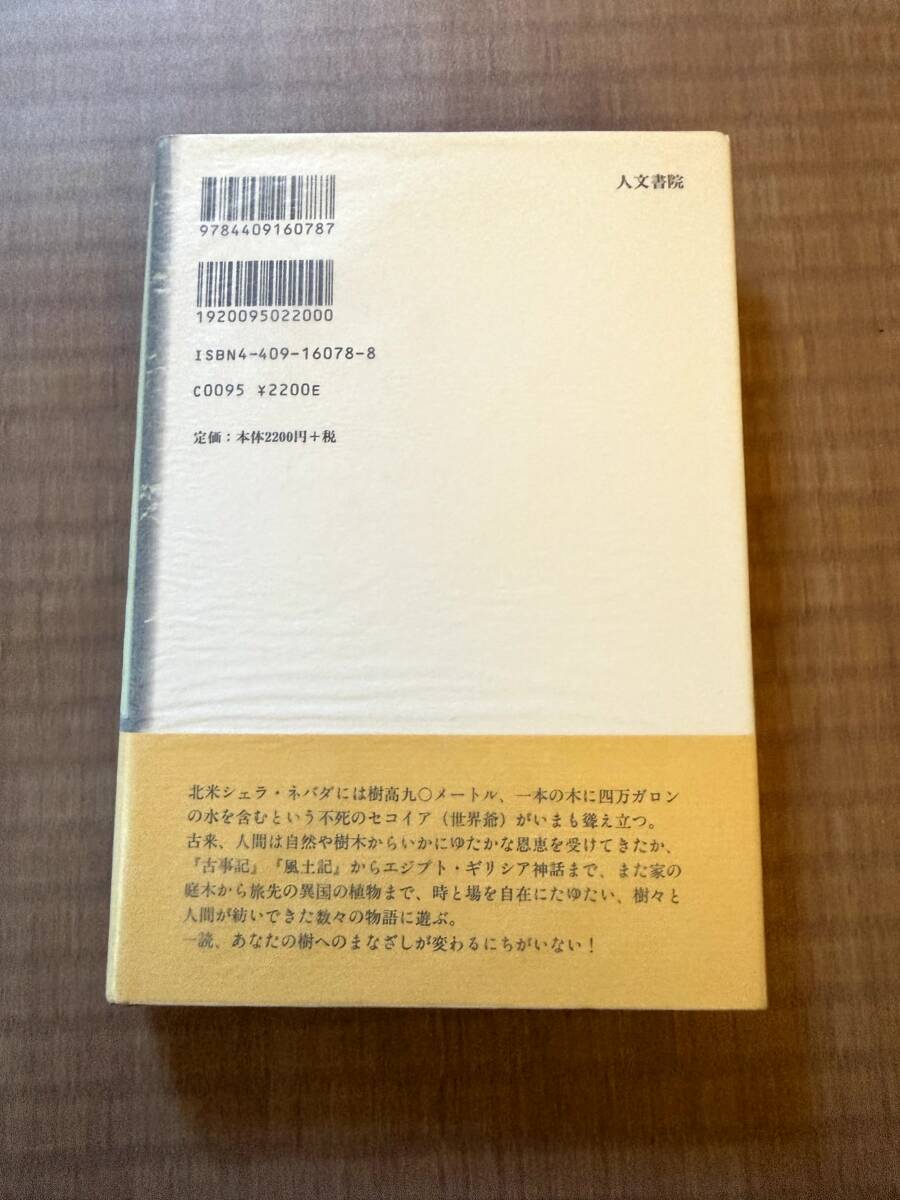 人文書院
9784409160787
1920095022000
ISBN4-409-16078-8
C0095 ¥2200E
定価：本体2200円＋税
北米シェラ・ネバダには樹高九〇メートル、一本の木に四万ガロン
の水を含むという不死のセコイア（世界爺）がいまも聳え立つ。
古来、人間は自然や樹木からいかにゆたかな恩恵を受けてきたか、
『古事記』『風土記』からエジプト・ギリシア神話まで、また家の
庭木から旅先の異国の植物まで、時と場を自在にたゆたい、樹々と
人間が紡いできた数々の物語に遊ぶ。
一読、あなたの樹へのまなざしが変わるにちがいない！